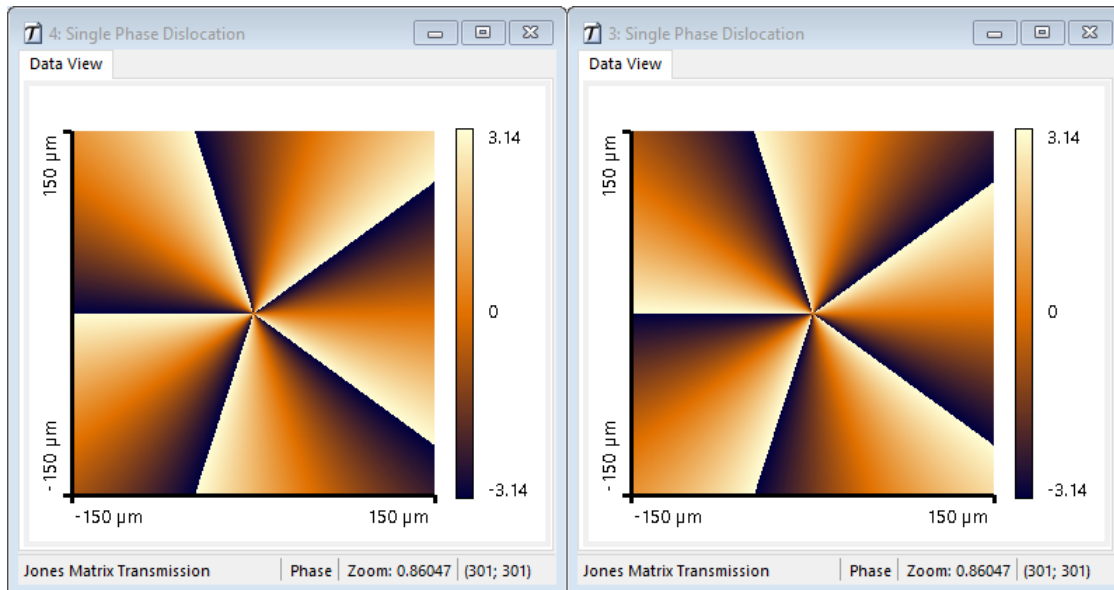 4: Single Phase Dislocation
Data View
150 µm
3.14
0
-150 µm
-3.14
-150 µm
150 µm
Jones Matrix Transmission
Phase
Zoom: 0.86047
(301; 301)
3: Single Phase Dislocation
Data View
150 µm
3.14
0
-150 µm
-3.14
-150 µm
150 µm
Jones Matrix Transmission
Phase
Zoom: 0.86047
(301; 301)